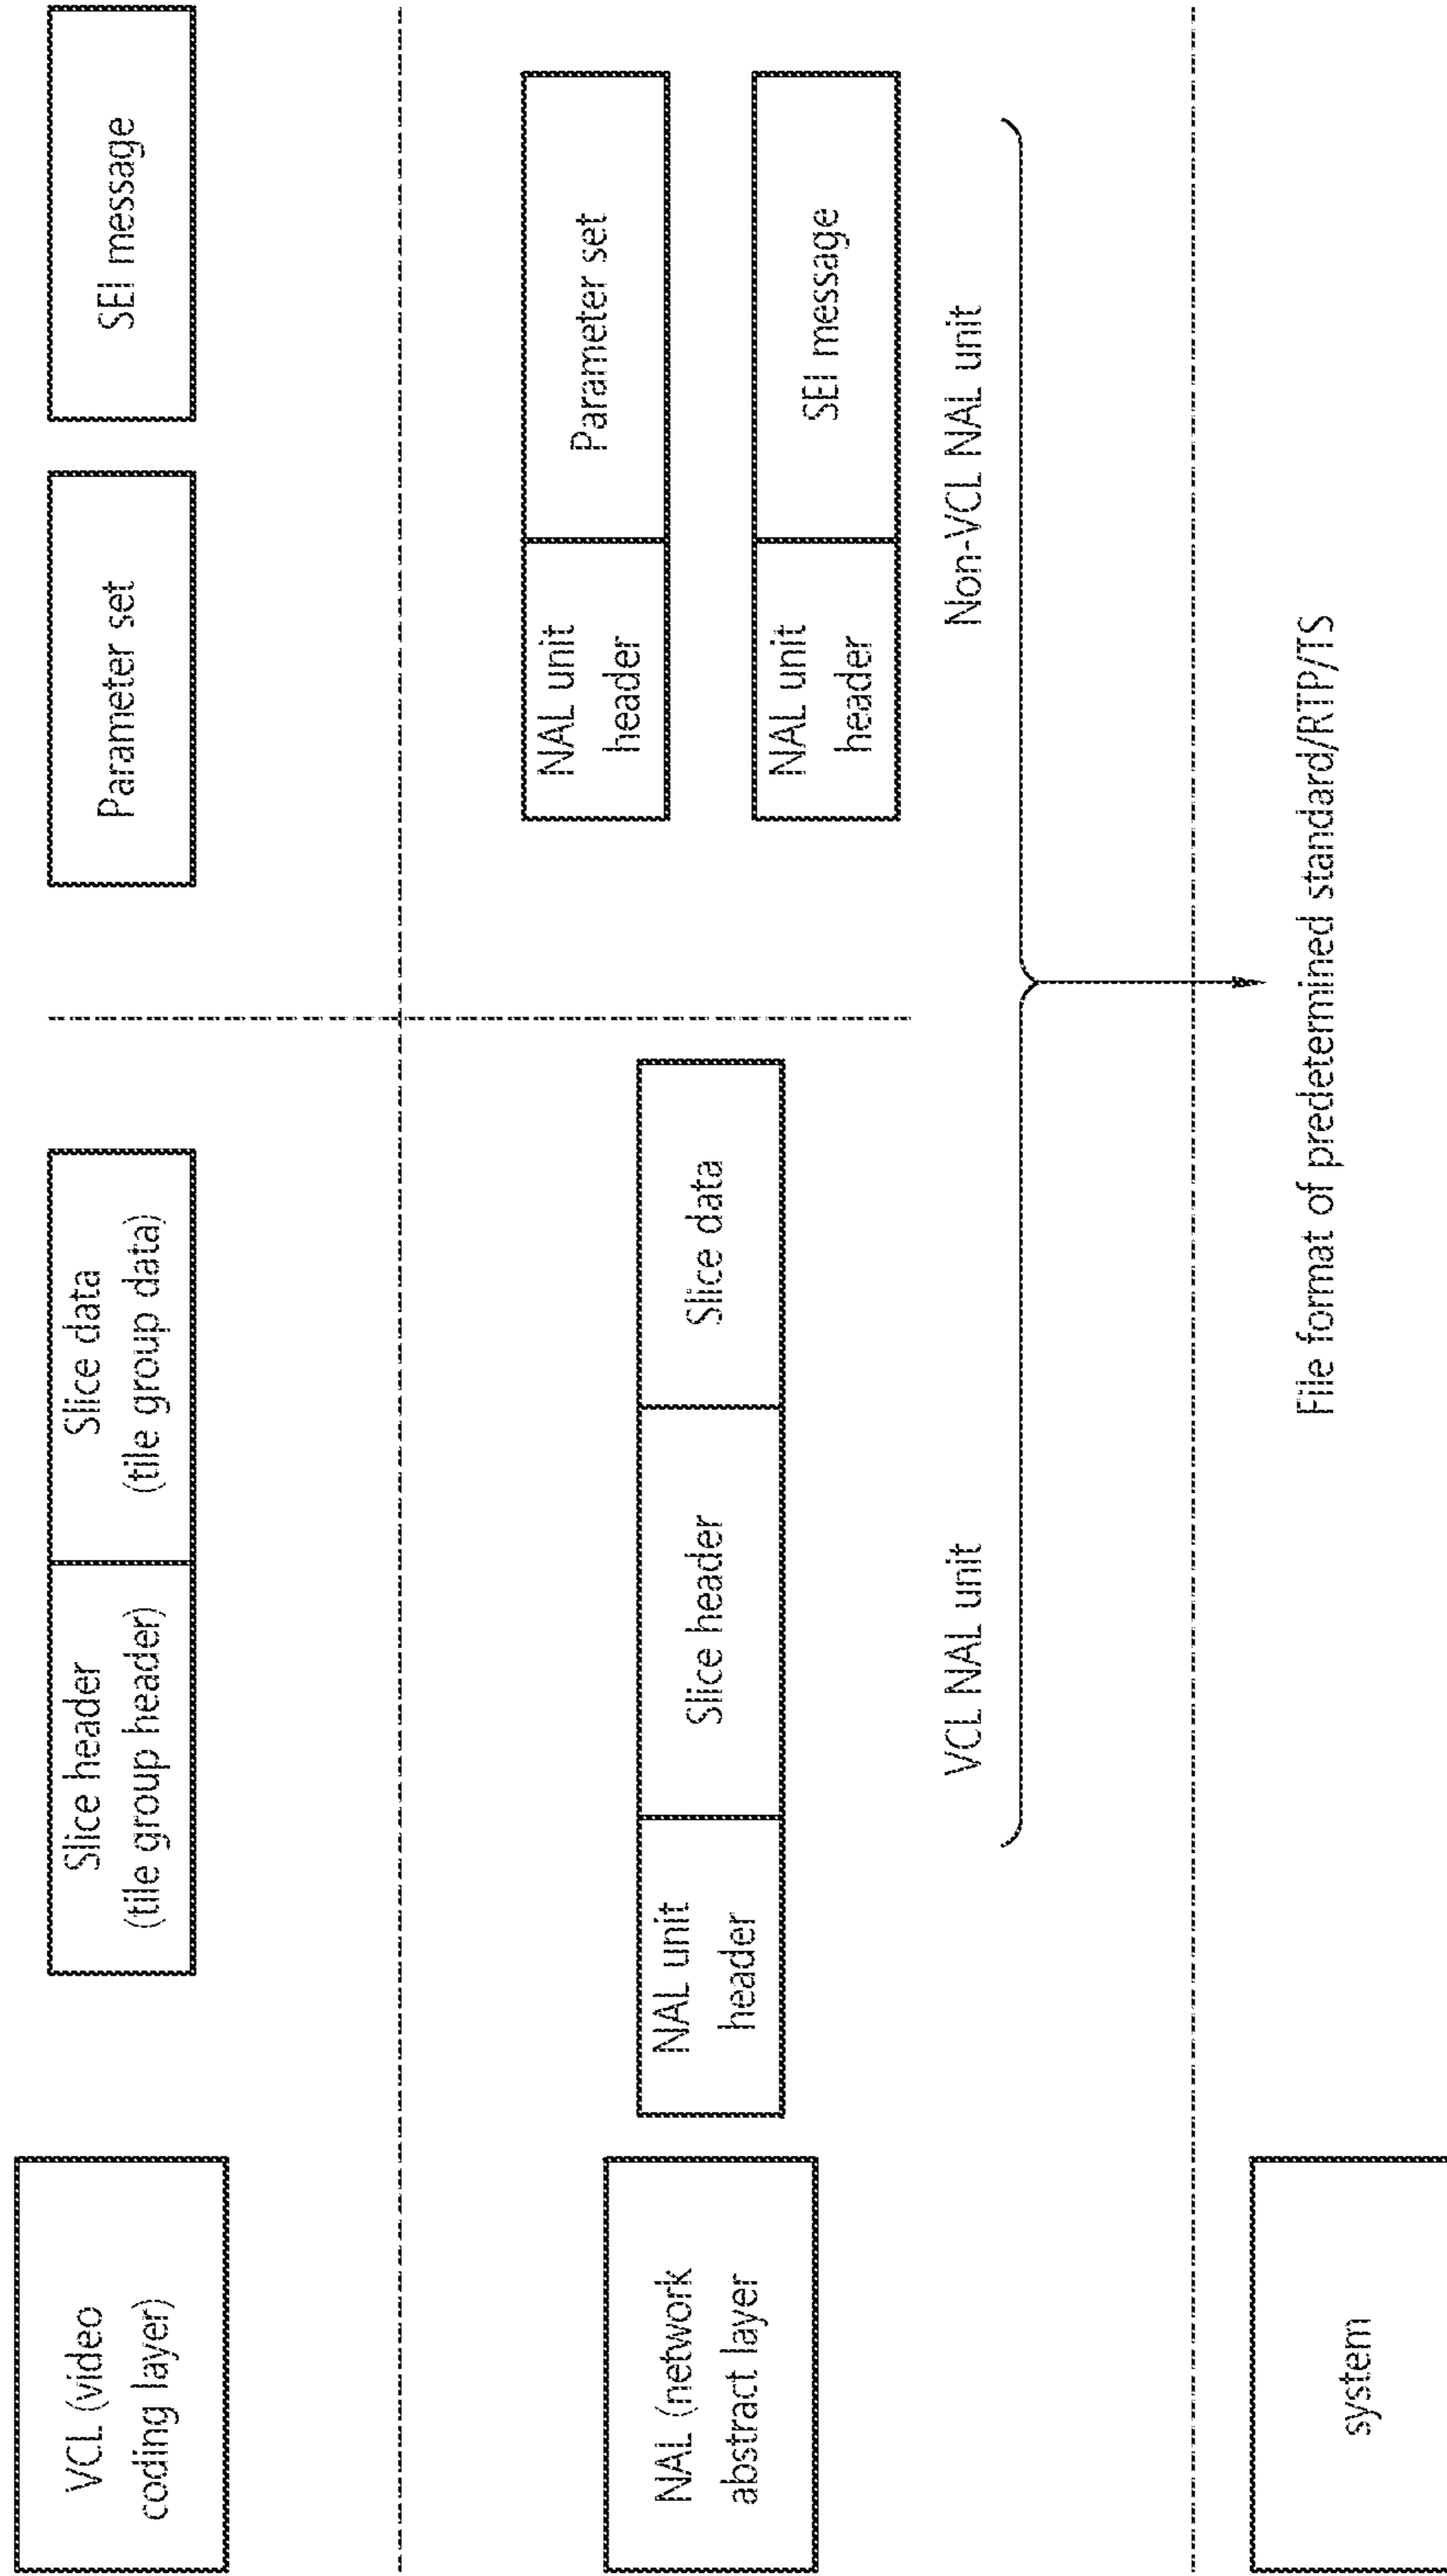 VCL (video
coding layer)
Slice header
(tile group header)
Slice data
(tile group data)
Parameter set
SEI message
NAL (network
abstract layer
NAL unit
header
Slice header
Slice data
NAL unit
header
Parameter set
NAL unit
header
SEI message
VCL NAL unit
Non-VCL NAL unit
system
File format of predetermined standard/RTP/TS